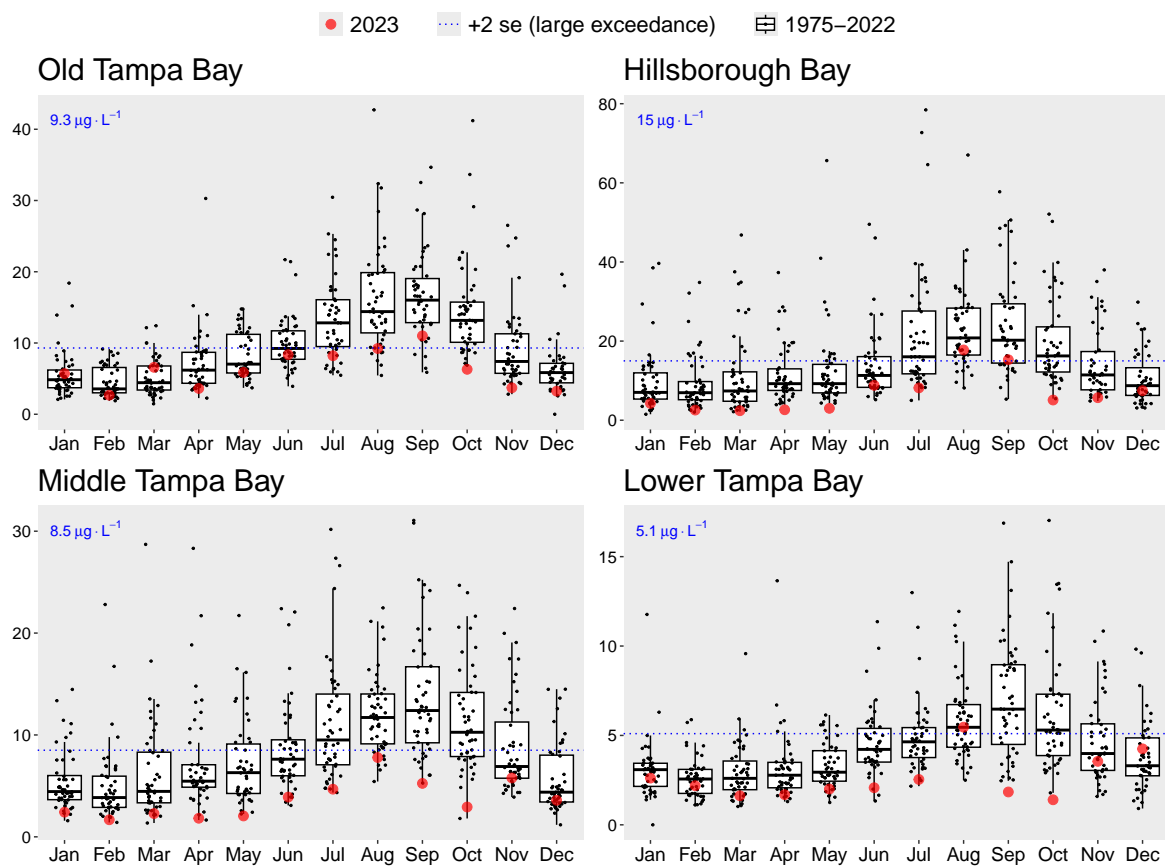 2023 +2 se (large exceedance) 1975−2022
Old Tampa Bay
9.3 μg⋅L⁻¹
40
30
20
10
0
Jan Feb Mar Apr May Jun Jul Aug Sep Oct Nov Dec
Hillsborough Bay
15 μg⋅L⁻¹
80
60
40
20
0
Jan Feb Mar Apr May Jun Jul Aug Sep Oct Nov Dec
Middle Tampa Bay
8.5 μg⋅L⁻¹
30
20
10
0
Jan Feb Mar Apr May Jun Jul Aug Sep Oct Nov Dec
Lower Tampa Bay
5.1 μg⋅L⁻¹
15
10
5
0
Jan Feb Mar Apr May Jun Jul Aug Sep Oct Nov Dec